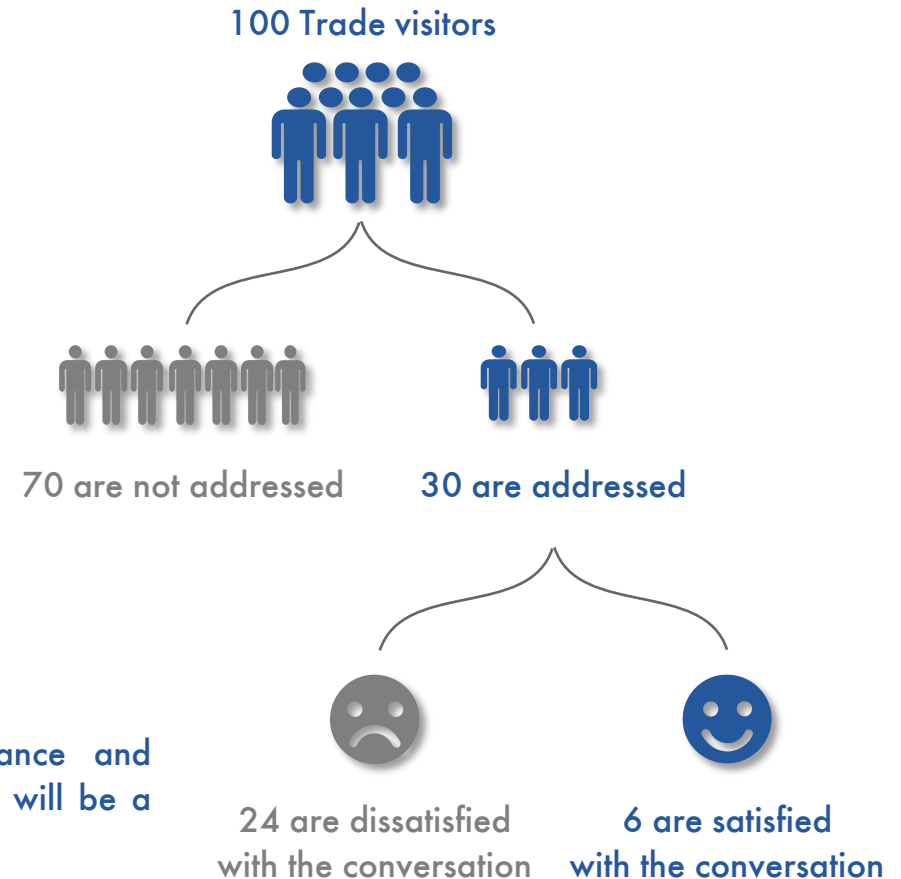 100 Trade visitors
70 are not addressed
30 are addressed
and
will be a
24 are dissatisfied
with the conversation
6 are satisfied
with the conversation